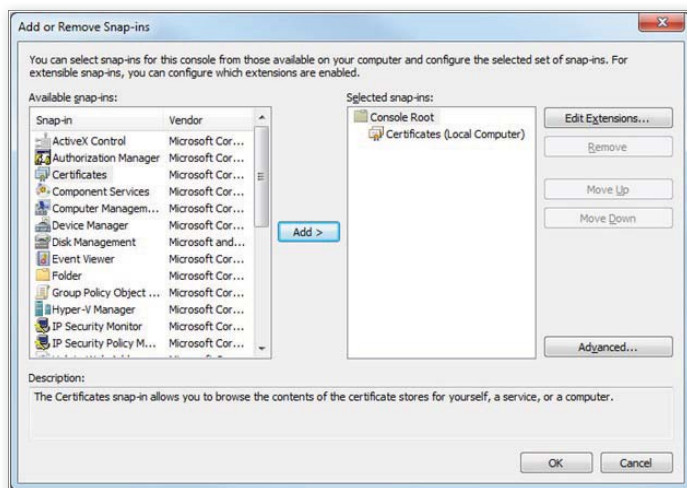 Add or Remove Snap-ins
You can select snap-ins for this console from those available on your computer and configure the selected set of snap-ins. For
extensible snap-ins, you can configure which extensions are enabled.
Available snap-ins:
Selected snap-ins:
Snap-in Vendor
ActiveX Control Microsoft Cor...
Authorization Manager Microsoft Cor...
Certificates Microsoft Cor...
Component Services Microsoft Cor...
Computer Managem... Microsoft Cor...
Device Manager Microsoft Cor...
Disk Management Microsoft and...
Event Viewer Microsoft Cor...
Folder Microsoft Cor...
Group Policy Object ... Microsoft Cor...
Hyper-V Manager Microsoft Cor...
IP Security Monitor Microsoft Cor...
IP Security Policy M... Microsoft Cor...
Add >
Console Root
Certificates (Local Computer)
Edit Extensions...
Remove
Move Up
Move Down
Advanced...
Description:
The Certificates snap-in allows you to browse the contents of the certificate stores for yourself, a service, or a computer.
OK
Cancel